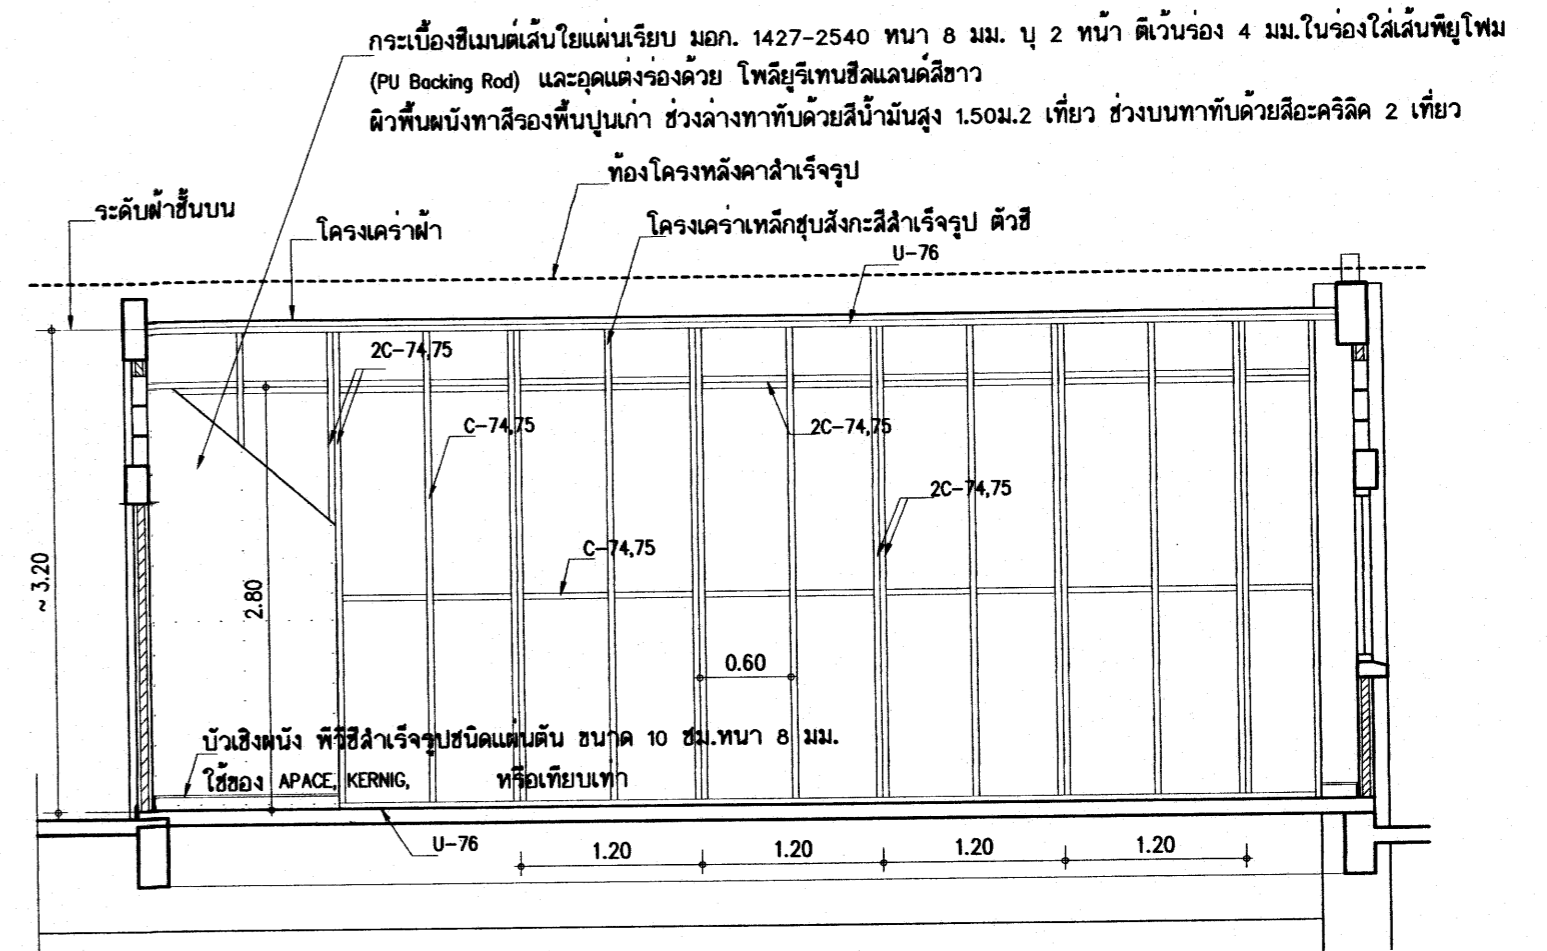 กระเบื้องซีเมนต์เส้นใยแผ่นเรียบ มอก. 1427-2540 หนา 8 มม. บุ 2 หน้า ตีเว้นร่อง 4 มม.ในร่องใส่เส้นพียูโฟม
(PU Backing Rod) และอุดแต่งร่องด้วย โพลียูรีเทนซีลแลนด์สีขาว
ผิวพื้นผนังทาสีรองพื้นปูนเก่า ช่วงล่างทาทับด้วยสีน้ำมันสูง 1.50ม.2 เที่ยว ช่วงบนทาทับด้วยสีอะคริลิค 2 เที่ยว
ท้องโครงหลังคาสำเร็จรูป
ระดับฝ้าชั้นบน
โครงเคร่าฝ้า
โครงเคร่าเหล็กชุบสังกะสีสำเร็จรูป ตัวซี
U-76
2C-74,75
C-74,75
2C-74,75
2C-74,75
C-74,75
~ 3.20
2.80
0.60
บัวเชิงผนัง พีวีซีสำเร็จรูปชนิดแผ่นตัน ขนาด 10 ซม.หนา 8 มม.
ใช้ของ APACE, KERNIG, หรือเทียบเท่า
U-76
1.20
1.20
1.20
1.20